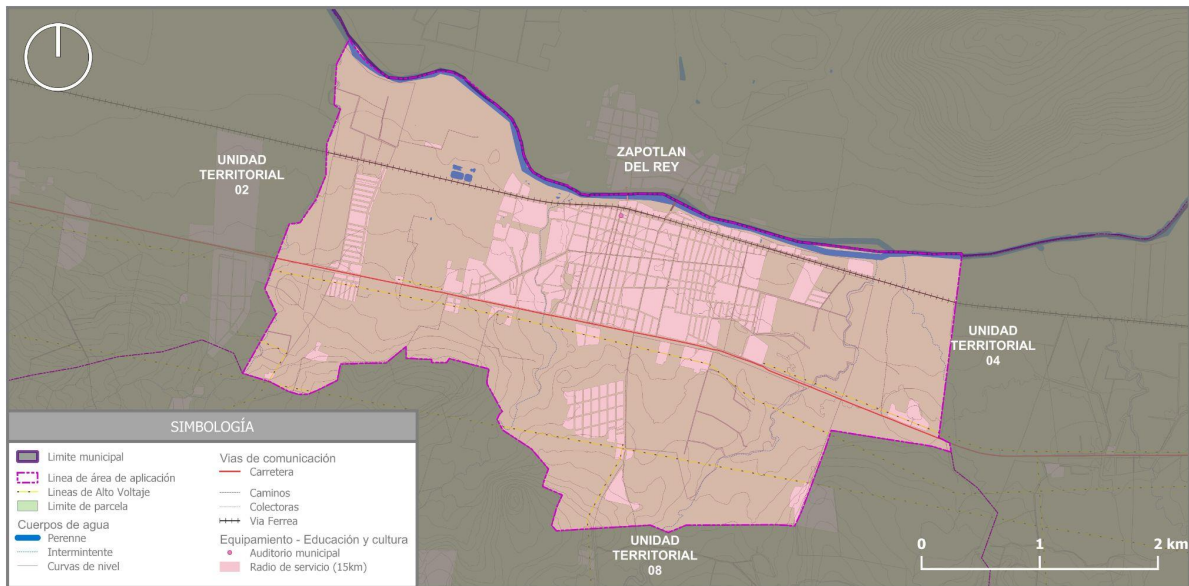 ZAPOTLAN
DEL REY
UNIDAD
TERRITORIAL
02
UNIDAD
TERRITORIAL
04
UNIDAD
TERRITORIAL
08
0 1 2 km
SIMBOLOGÍA
Limite municipal
Linea de área de aplicación
Lineas de Alto Voltaje
Limite de parcela
Cuerpos de agua
Perenne
Intermintente
Curvas de nivel
Vias de comunicación
Carretera
Caminos
Colectoras
Via Ferrea
Equipamiento - Educación y cultura
Auditorio municipal
Radio de servicio (15km)